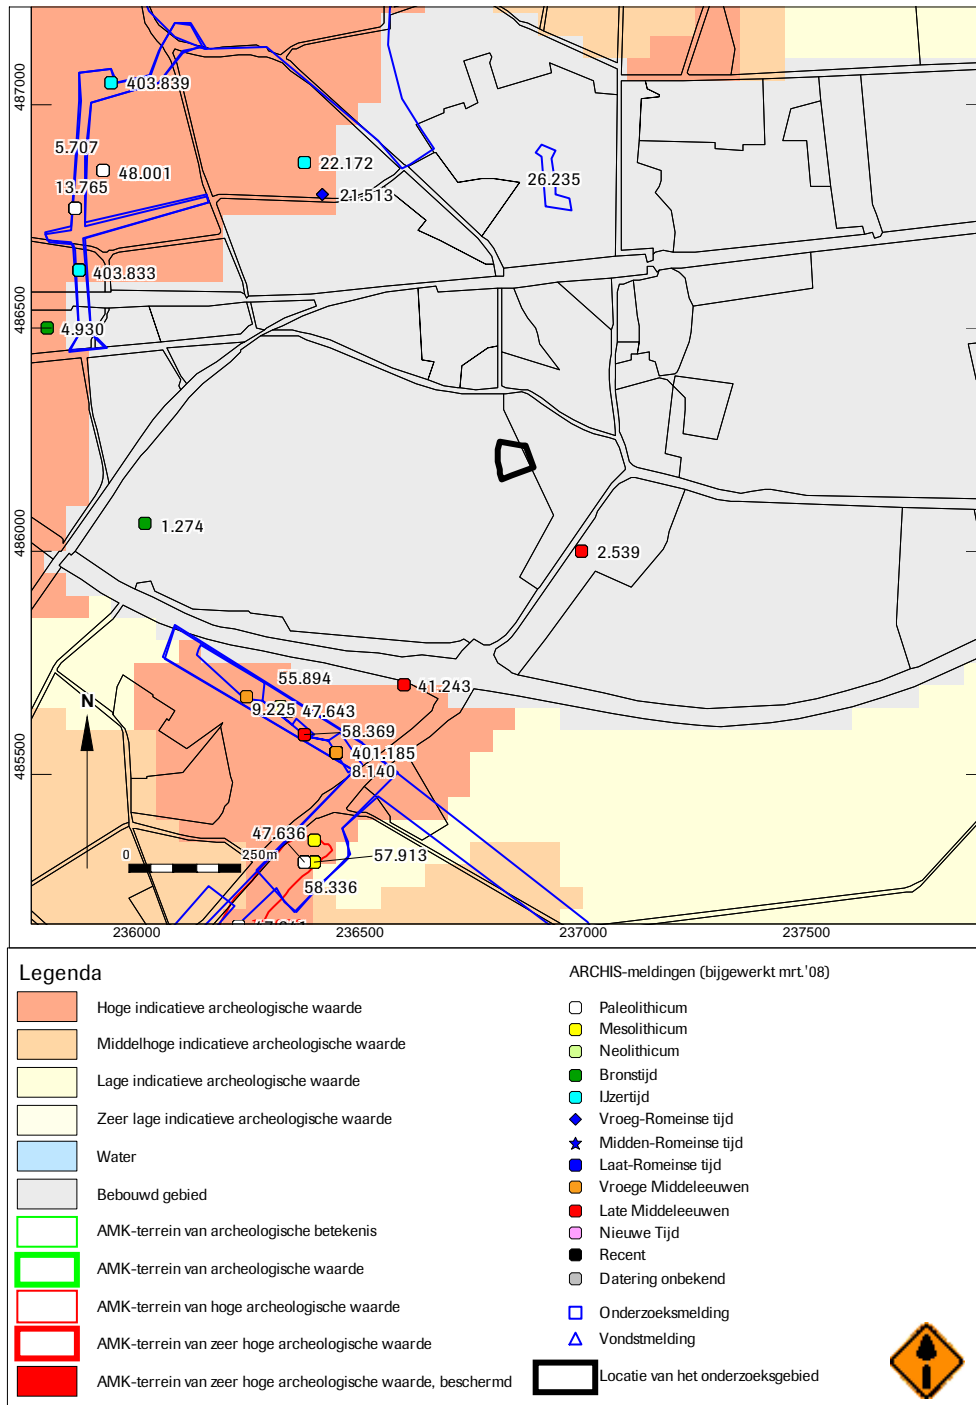 487000
486500
486000
485500
403.839
5.707
48.001
22.172
13.765
21.513
26.235
403.833
4.930
1.274
2.539
55.894
41.243
9.225
47.643
58.369
401.185
8.140
47.636
57.913
58.336
N
0
250m
236000
236500
237000
237500
Legenda
Hoge indicatieve archeologische waarde
Middelhoge indicatieve archeologische waarde
Lage indicatieve archeologische waarde
Zeer lage indicatieve archeologische waarde
Water
Bebouwd gebied
AMK-terrein van archeologische betekenis
AMK-terrein van archeologische waarde
AMK-terrein van hoge archeologische waarde
AMK-terrein van zeer hoge archeologische waarde
AMK-terrein van zeer hoge archeologische waarde, beschermd
ARCHIS-meldingen (bijgewerkt mrt.'08)
Paleolithicum
Mesolithicum
Neolithicum
Bronstijd
IJzertijd
Vroeg-Romeinse tijd
Midden-Romeinse tijd
Laat-Romeinse tijd
Vroege Middeleeuwen
Late Middeleeuwen
Nieuwe Tijd
Recent
Datering onbekend
Onderzoeksmelding
Vondstmelding
Locatie van het onderzoeksgebied